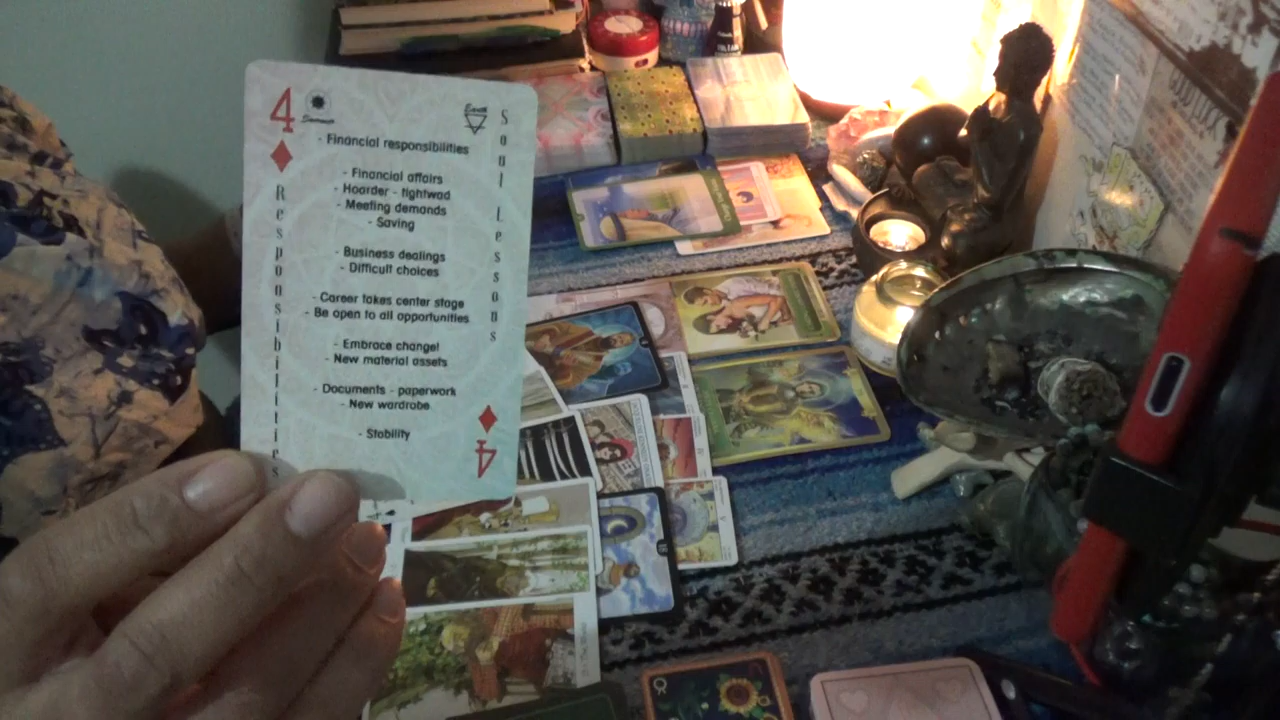 4
Summer
Earth
Soul Lessons
Responsibilities
- Financial responsibilities
- Financial affairs
- Hoarder - tightwad
- Meeting demands
- Saving
- Business dealings
- Difficult choices
- Career takes center stage
- Be open to all opportunities
- Embrace change!
- New material assets
- Documents - paperwork
- New wardrobe
- Stability
4